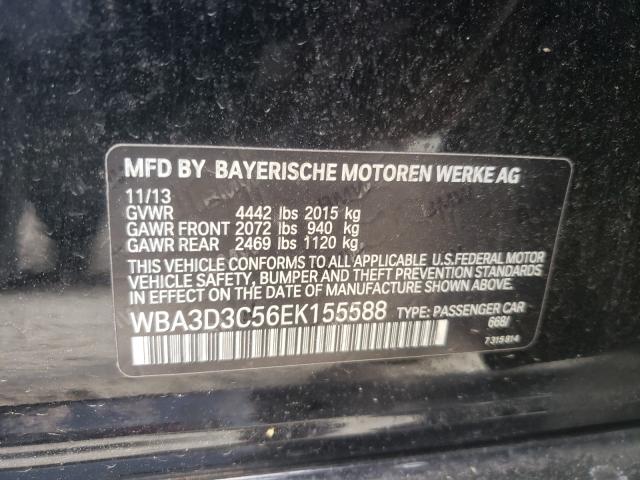 MFD BY BAYERISCHE MOTOREN WERKE AG
11/13
GVWR 4442 lbs 2015 kg
GAWR FRONT 2072 lbs 940 kg
GAWR REAR 2469 lbs 1120 kg
THIS VEHICLE CONFORMS TO ALL APPLICABLE U.S. FEDERAL MOTOR
VEHICLE SAFETY, BUMPER AND THEFT PREVENTION STANDARDS
IN EFFECT ON THE DATE OF MANUFACTURE SHOWN ABOVE.
WBA3D3C56EK155588 TYPE: PASSENGER CAR
668/
7315814